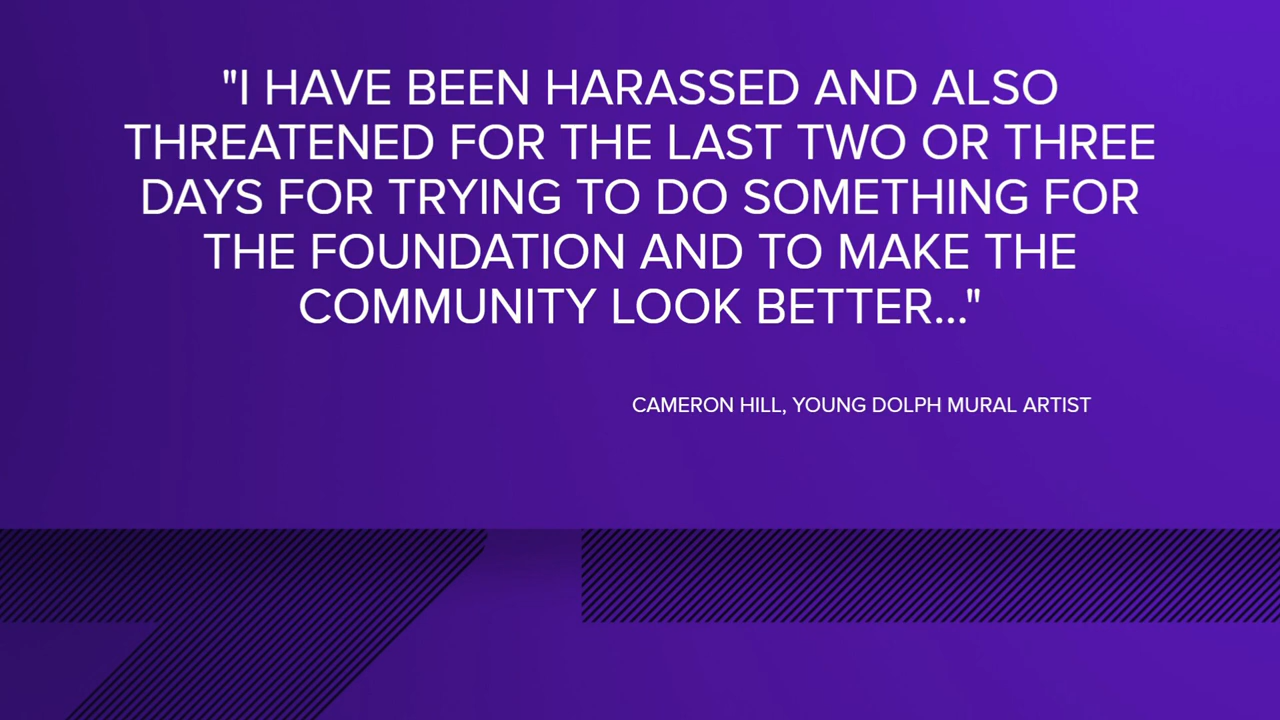 "I HAVE BEEN HARASSED AND ALSO
THREATENED FOR THE LAST TWO OR THREE
DAYS FOR TRYING TO DO SOMETHING FOR
THE FOUNDATION AND TO MAKE THE
COMMUNITY LOOK BETTER..."
CAMERON HILL, YOUNG DOLPH MURAL ARTIST